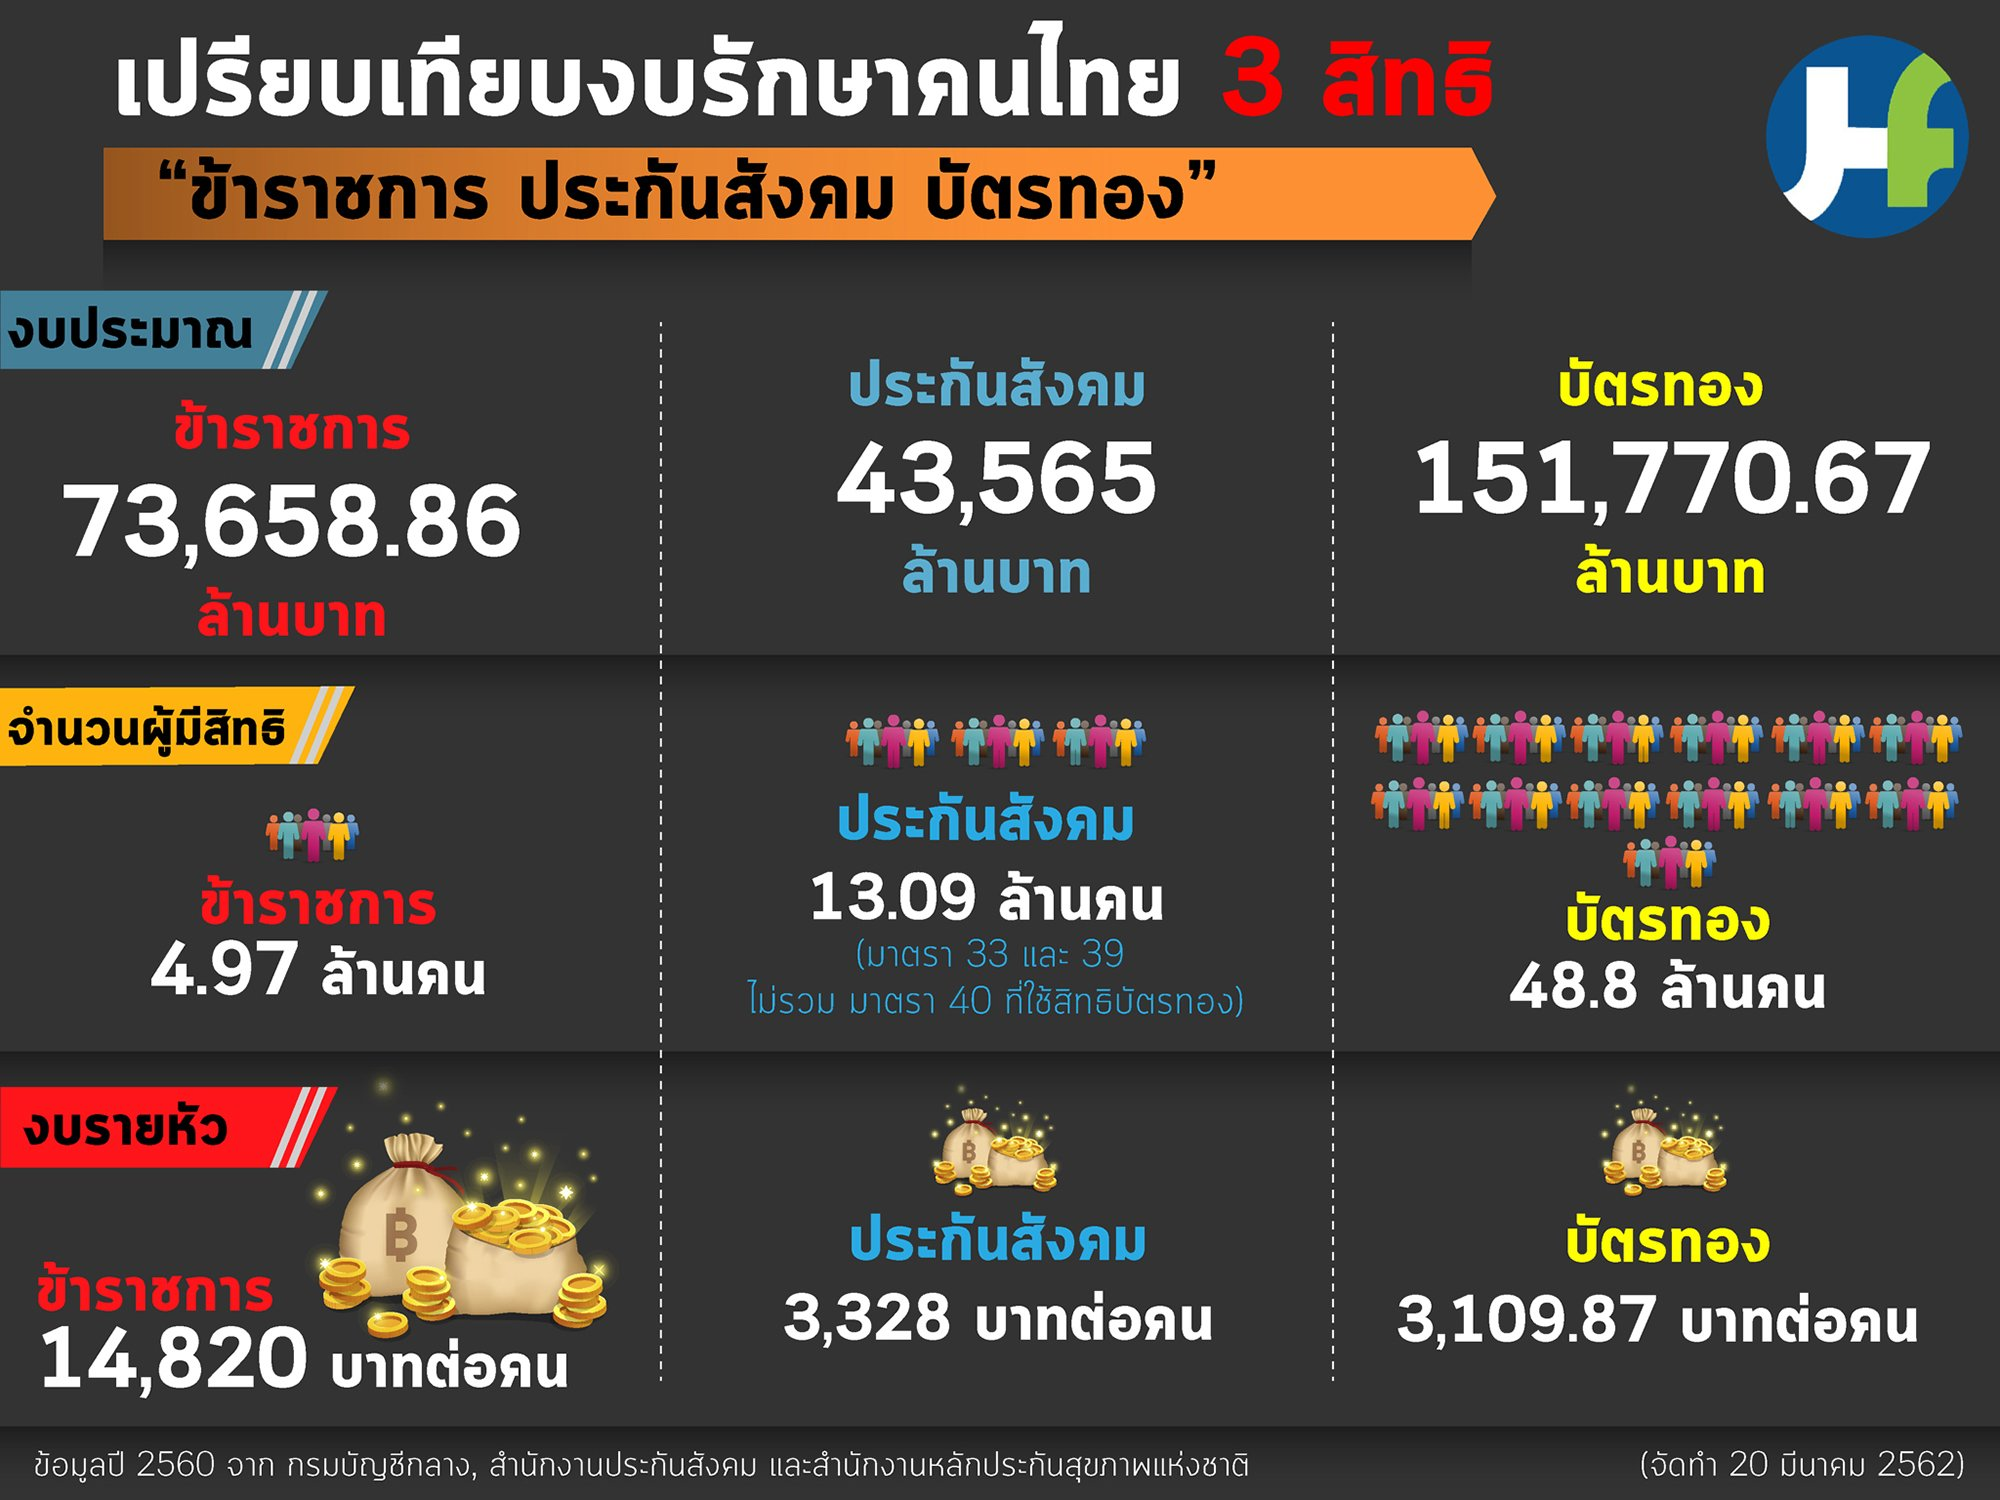 เปรียบเทียบงบรักษาคนไทย 3 สิทธิ
“ข้าราชการ ประกันสังคม บัตรทอง”
Hf
งบประมาณ
ข้าราชการ
73,658.86
ล้านบาท
ประกันสังคม
43,565
ล้านบาท
บัตรทอง
151,770.67
ล้านบาท
จำนวนผู้มีสิทธิ
ข้าราชการ
4.97 ล้านคน
ประกันสังคม
13.09 ล้านคน
(มาตรา 33 และ 39
ไม่รวม มาตรา 40 ที่ใช้สิทธิบัตรทอง)
บัตรทอง
48.8 ล้านคน
งบรายหัว
฿
ข้าราชการ
14,820 บาทต่อคน
฿
ประกันสังคม
3,328 บาทต่อคน
฿
บัตรทอง
3,109.87 บาทต่อคน
ข้อมูลปี 2560 จาก กรมบัญชีกลาง, สำนักงานประกันสังคม และสำนักงานหลักประกันสุขภาพแห่งชาติ
(จัดทำ 20 มีนาคม 2562)